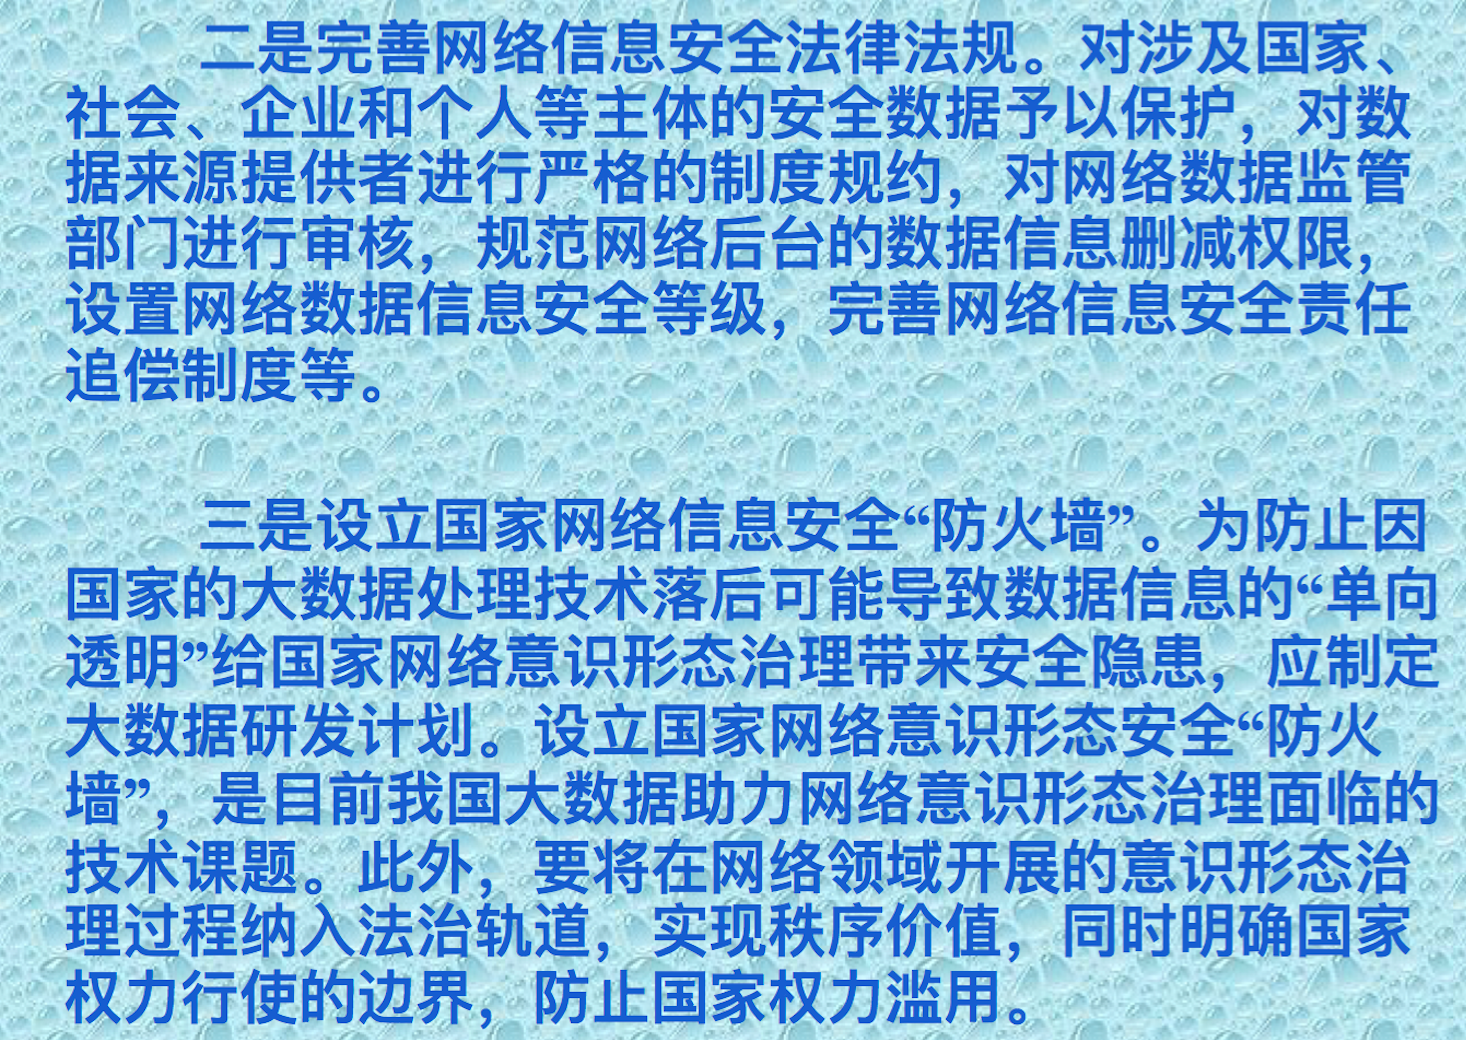 二是完善网络信息安全法律法规。对涉及国家、
社会、企业和个人等主体的安全数据予以保护，对数
据来源提供者进行严格的制度规约，对网络数据监管
部门进行审核，规范网络后台的数据信息删减权限，
设置网络数据信息安全等级，完善网络信息安全责任
追偿制度等。
三是设立国家网络信息安全“防火墙”。为防止因
国家的大数据处理技术落后可能导致数据信息的“单向
透明”给国家网络意识形态治理带来安全隐患，应制定
大数据研发计划。设立国家网络意识形态安全“防火
墙”，是目前我国大数据助力网络意识形态治理面临的
技术课题。此外，要将在网络领域开展的意识形态治
理过程纳入法治轨道，实现秩序价值，同时明确国家
权力行使的边界，防止国家权力滥用。